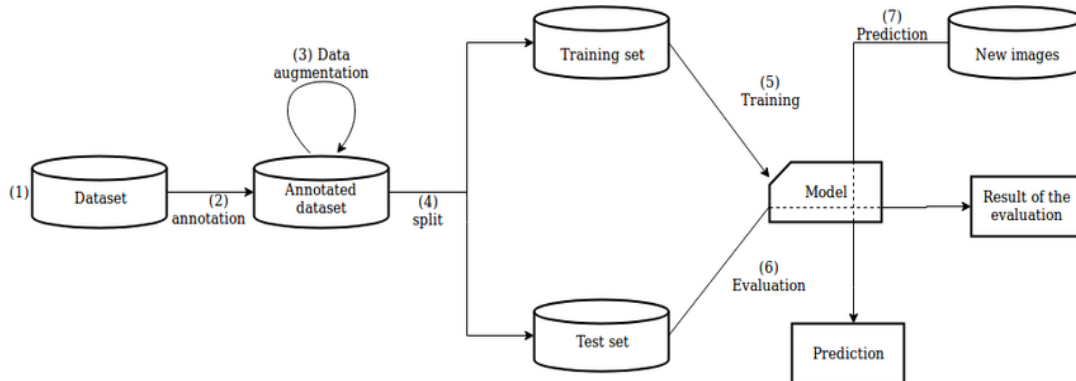 (1)
Dataset
(2)
annotation
(3) Data
augmentation
Annotated
dataset
(4)
split
Training set
Test set
(5)
Training
(6)
Evaluation
Model
(7)
Prediction
New images
Result of the
evaluation
Prediction